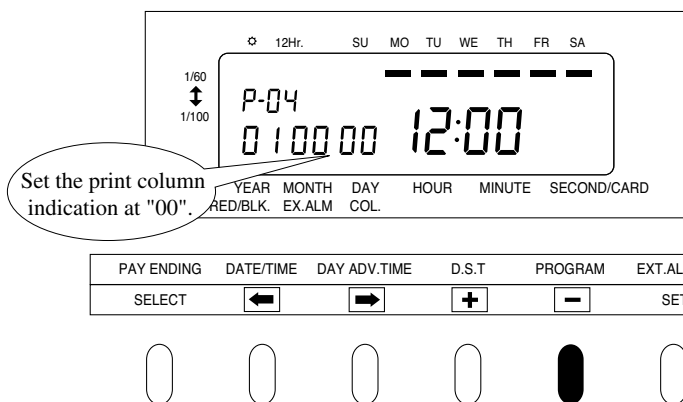 12Hr. SU MO TU WE TH FR SA
1/60
1/100
P-04
01 00 00 12:00
Set the print column
indication at "00".
YEAR MONTH DAY HOUR MINUTE SECOND/CARD
RED/BLK. EX.ALM COL.
PAY ENDING DATE/TIME DAY ADV.TIME D.S.T PROGRAM EXT.AL
SELECT SET